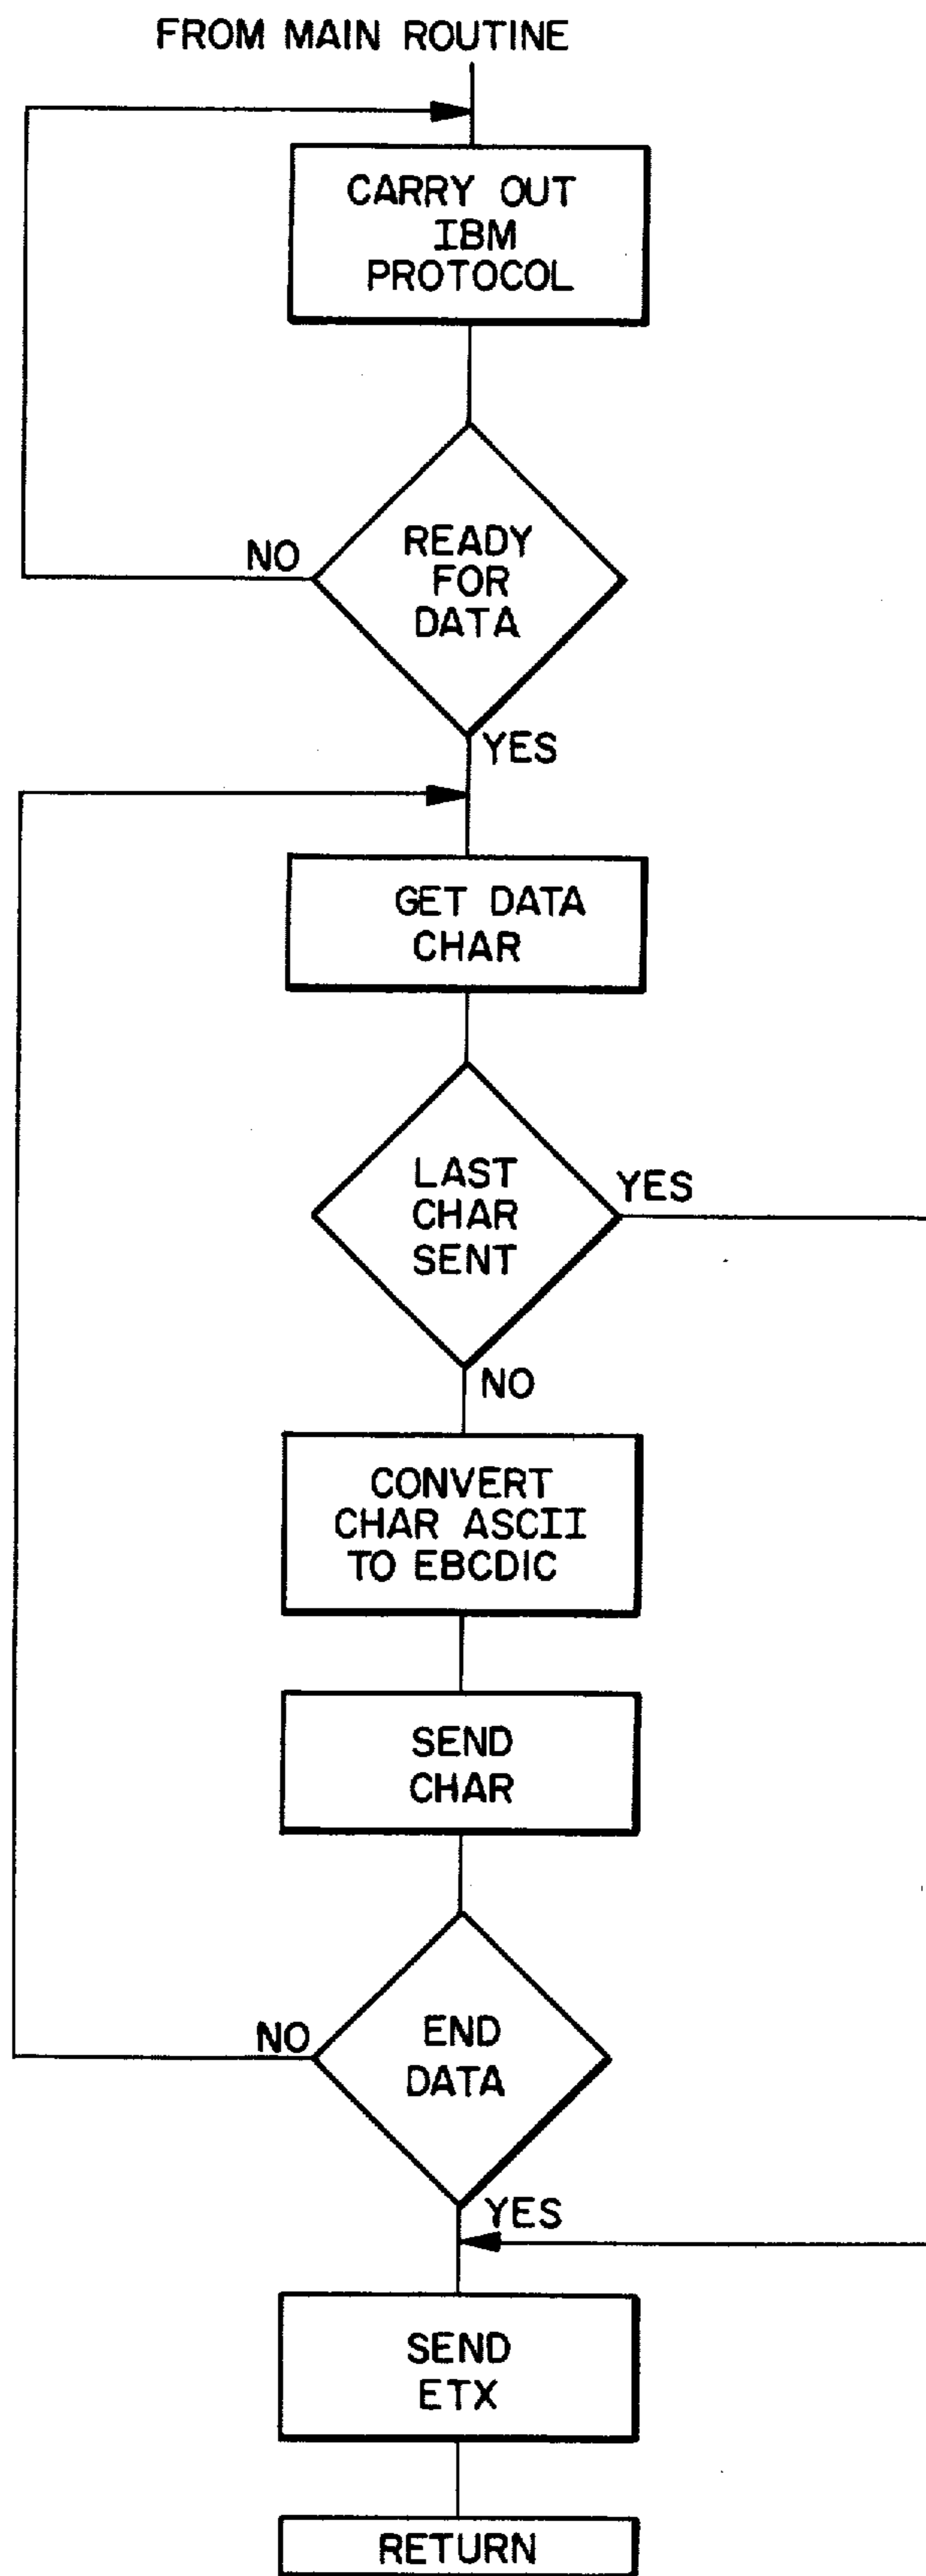 FROM MAIN ROUTINE
CARRY OUT
IBM
PROTOCOL
NO
READY
FOR
DATA
YES
GET DATA
CHAR
LAST
CHAR
SENT
YES
NO
CONVERT
CHAR ASCII
TO EBCDIC
SEND
CHAR
NO
END
DATA
YES
SEND
ETX
RETURN